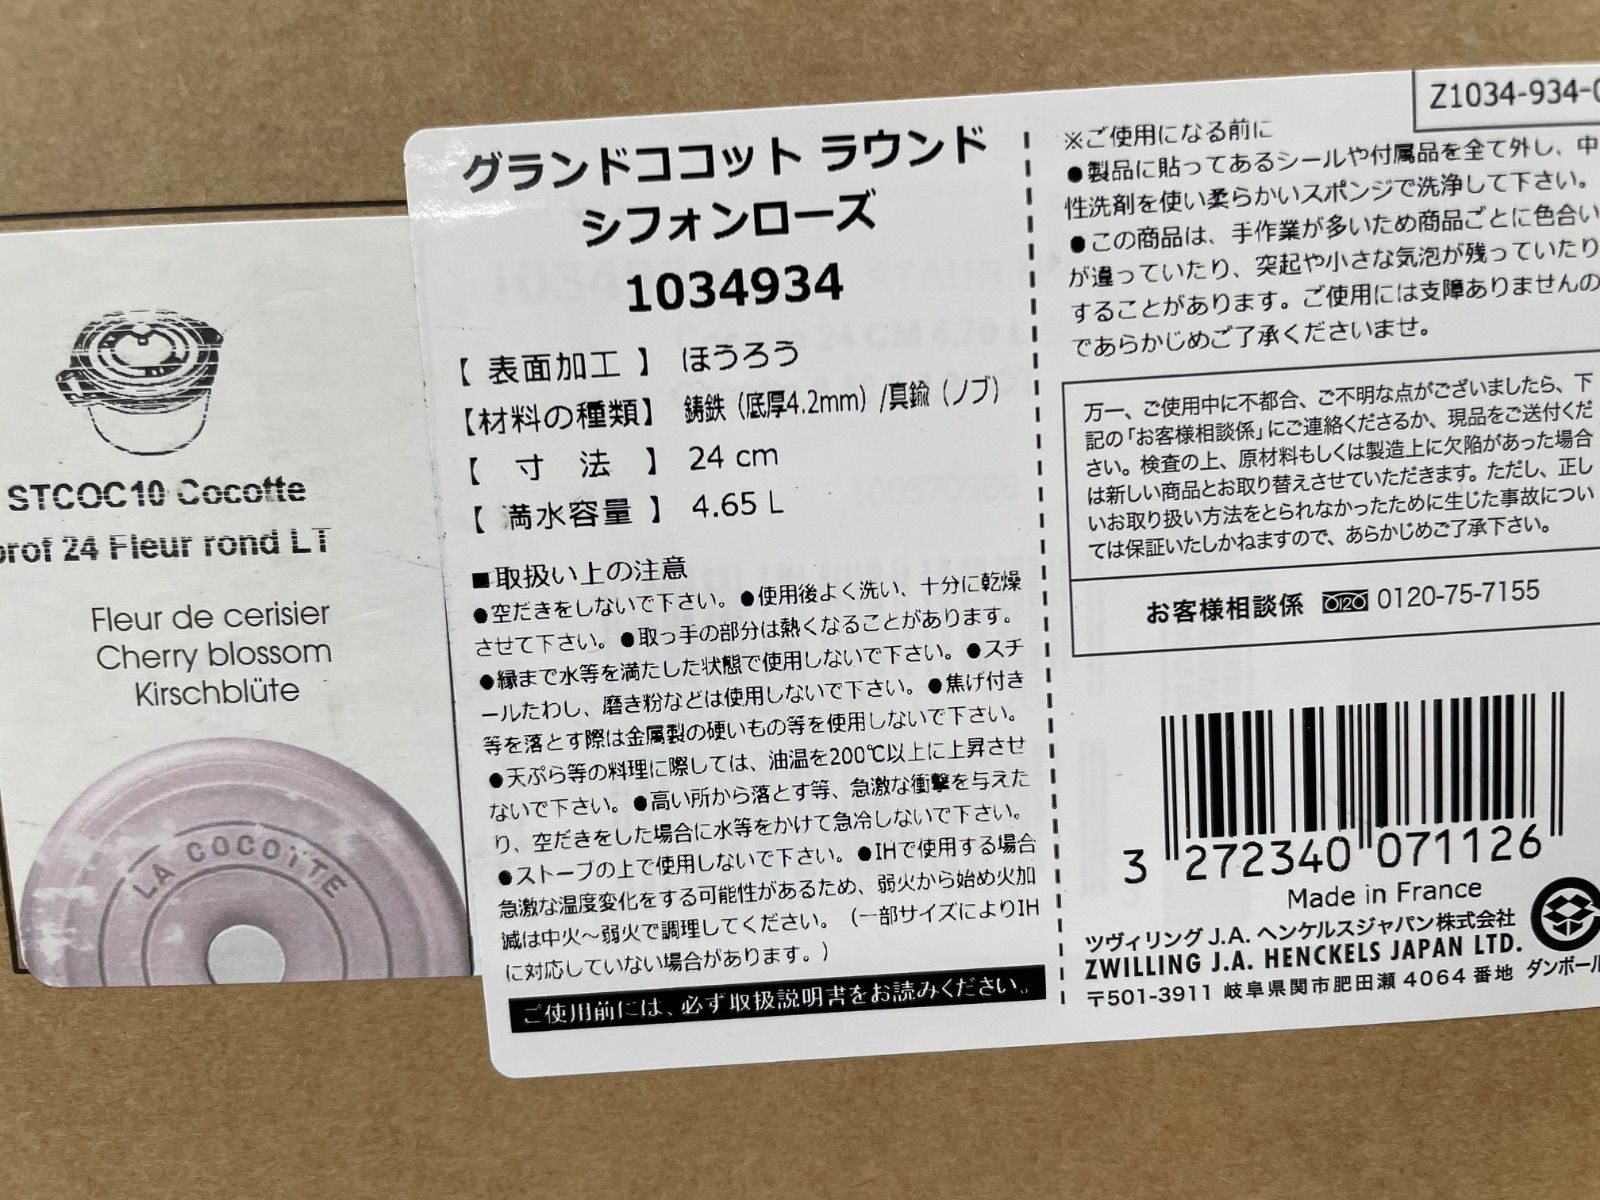 STCOC10 Cocotte
prof 24 Fleur rond LT
Fleur de cerisier
Cherry blossom
Kirschblüte
LA COCOTTE
グランドココット ラウンド
シフォンローズ
1034934
【 表面加工 】 ほうろう
【材料の種類】 鋳鉄（底厚4.2mm）/真鍮（ノブ）
【 寸 法 】 24 cm
【 満水容量 】 4.65 L
■取扱い上の注意
●空だきをしないで下さい。●使用後よく洗い、十分に乾燥
させて下さい。●取っ手の部分は熱くなることがあります。
●縁まで水等を満たした状態で使用しないで下さい。●スチ
ールたわし、磨き粉などは使用しないで下さい。●焦げ付き
等を落とす際は金属製の硬いもの等を使用しないで下さい。
●天ぷら等の料理に際しては、油温を200℃以上に上昇させ
ないで下さい。●高い所から落とす等、急激な衝撃を与えた
り、空だきをした場合に水等をかけて急冷しないで下さい。
●ストーブの上で使用しないで下さい。●IHで使用する場合
急激な温度変化をする可能性があるため、弱火から始め火加
減は中火～弱火で調理してください。（一部サイズによりIH
に対応していない場合があります。）
ご使用前には、必ず取扱説明書をお読みください。
Z1034-934-0
※ご使用になる前に
●製品に貼ってあるシールや付属品を全て外し、中
性洗剤を使い柔らかいスポンジで洗浄して下さい。
●この商品は、手作業が多いため商品ごとに色合い
が違っていたり、突起や小さな気泡が残っていたり
することがあります。ご使用には支障ありませんの
であらかじめご了承くださいませ。
万一、ご使用中に不都合、ご不明な点がございましたら、下
記の「お客様相談係」にご連絡くださるか、現品をご送付くだ
さい。検査の上、原材料もしくは製造上に欠陥があった場合
は新しい商品とお取り替えさせていただきます。ただし、正し
いお取り扱い方法をとられなかったために生じた事故につい
ては保証いたしかねますので、あらかじめご了承下さい。
お客様相談係 0120 0120-75-7155
3 272340 071126
Made in France
ツヴィリング J.A. ヘンケルスジャパン株式会社
ZWILLING J.A. HENCKELS JAPAN LTD.
〒501-3911 岐阜県関市肥田瀬 4064 番地
ダンボール